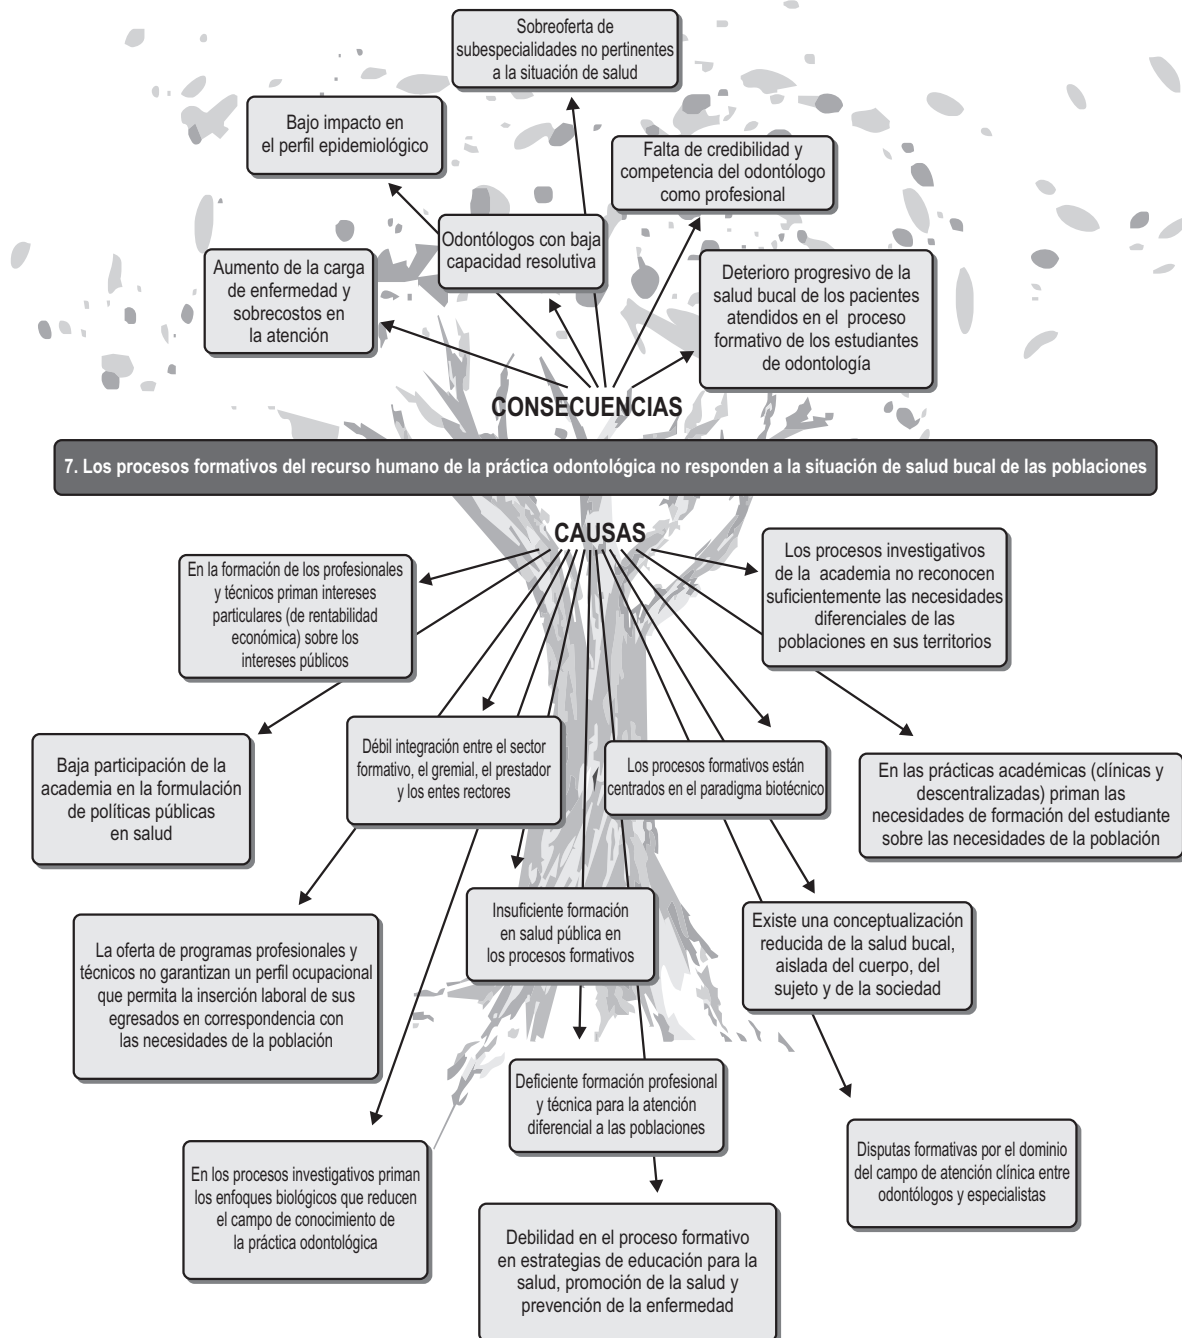 Sobreoferta de
subespecialidades no pertinentes
a la situación de salud
Bajo impacto en
el perfil epidemiológico
Falta de credibilidad y
competencia del odontólogo
como profesional
Odontólogos con baja
capacidad resolutiva
Aumento de la carga
de enfermedad y
sobrecostos en
la atención
Deterioro progresivo de la
salud bucal de los pacientes
atendidos en el proceso
formativo de los estudiantes
de odontología
CONSECUENCIAS
7. Los procesos formativos del recurso humano de la práctica odontológica no responden a la situación de salud bucal de las poblaciones
CAUSAS
En la formación de los profesionales
y técnicos priman intereses
particulares (de rentabilidad
económica) sobre los
intereses públicos
Los procesos investigativos
de la academia no reconocen
suficientemente las necesidades
diferenciales de las
poblaciones en sus territorios
Baja participación de la
academia en la formulación
de políticas públicas
en salud
Débil integración entre el sector
formativo, el gremial, el prestador
y los entes rectores
Los procesos formativos están
centrados en el paradigma biotécnico
En las prácticas académicas (clínicas y
descentralizadas) priman las
necesidades de formación del estudiante
sobre las necesidades de la población
La oferta de programas profesionales y
técnicos no garantizan un perfil ocupacional
que permita la inserción laboral de sus
egresados en correspondencia con
las necesidades de la población
Insuficiente formación
en salud pública en
los procesos formativos
Existe una conceptualización
reducida de la salud bucal,
aislada del cuerpo, del
sujeto y de la sociedad
Deficiente formación profesional
y técnica para la atención
diferencial a las poblaciones
Disputas formativas por el dominio
del campo de atención clínica entre
odontólogos y especialistas
En los procesos investigativos priman
los enfoques biológicos que reducen
el campo de conocimiento de
la práctica odontológica
Debilidad en el proceso formativo
en estrategias de educación para la
salud, promoción de la salud y
prevención de la enfermedad